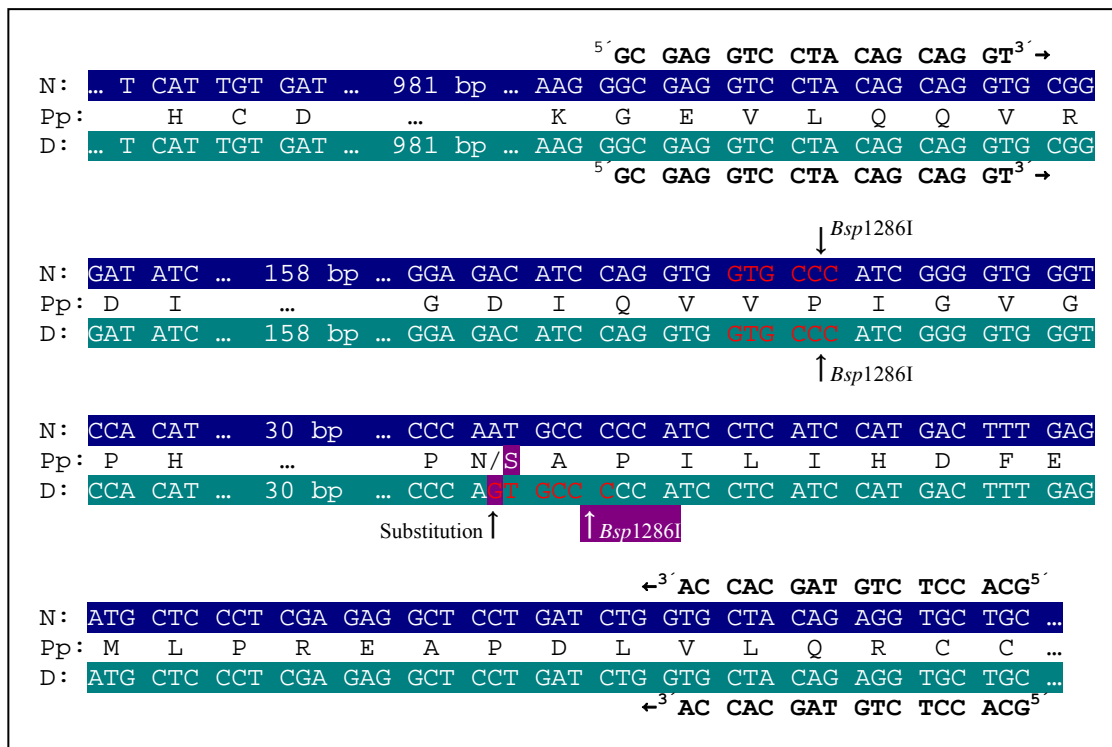 5´GC GAG GTC CTA CAG CAG GT3´→
N: … T CAT TGT GAT … 981 bp … AAG GGC GAG GTC CTA CAG CAG GTG CGG
Pp: H C D … K G E V L Q Q V R
D: … T CAT TGT GAT … 981 bp … AAG GGC GAG GTC CTA CAG CAG GTG CGG
5´GC GAG GTC CTA CAG CAG GT3´→
↓Bsp1286I
N: GAT ATC … 158 bp … GGA GAC ATC CAG GTG GTG CCC ATC GGG GTG GGT
Pp: D I … G D I Q V V P I G V G
D: GAT ATC … 158 bp … GGA GAC ATC CAG GTG GTG CCC ATC GGG GTG GGT
↑Bsp1286I
N: CCA CAT … 30 bp … CCC AAT GCC CCC ATC CTC ATC CAT GAC TTT GAG
Pp: P H … P N/S A P I L I H D F E
D: CCA CAT … 30 bp … CCC AGT GCC CCC ATC CTC ATC CAT GAC TTT GAG
Substitution ↑ ↑Bsp1286I
←3´AC CAC GAT GTC TCC ACG5´
N: ATG CTC CCT CGA GAG GCT CCT GAT CTG GTG CTA CAG AGG TGC TGC …
Pp: M L P R E A P D L V L Q R C C …
D: ATG CTC CCT CGA GAG GCT CCT GAT CTG GTG CTA CAG AGG TGC TGC …
←3´AC CAC GAT GTC TCC ACG5´